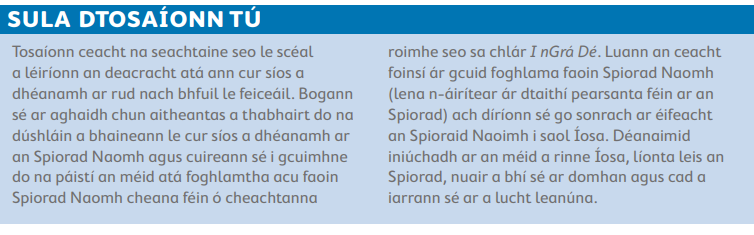 SULA DTOSAÍONN TÚ
Tosaíonn ceacht na seachtaine seo le scéal
a léiríonn an deacracht atá ann cur síos a
dhéanamh ar rud nach bhfuil le feiceáil. Bogann
sé ar aghaidh chun aitheantas a thabhairt do na
dúshláin a bhaineann le cur síos a dhéanamh ar
an Spiorad Naomh agus cuireann sé i gcuimhne
do na páistí an méid atá foghlamtha acu faoin
Spiorad Naomh cheana féin ó cheachtanna
roimhe seo sa chlár I nGrá Dé. Luann an ceacht
foinsí ár gcuid foghlama faoin Spiorad Naomh
(lena n-áirítear ár dtaithí pearsanta féin ar an
Spiorad) ach díríonn sé go sonrach ar éifeacht
an Spioraid Naoimh i saol Íosa. Déanaimid
iniúchadh ar an méid a rinne Íosa, líonta leis an
Spiorad, nuair a bhí sé ar domhan agus cad a
iarrann sé ar a lucht leanúna.